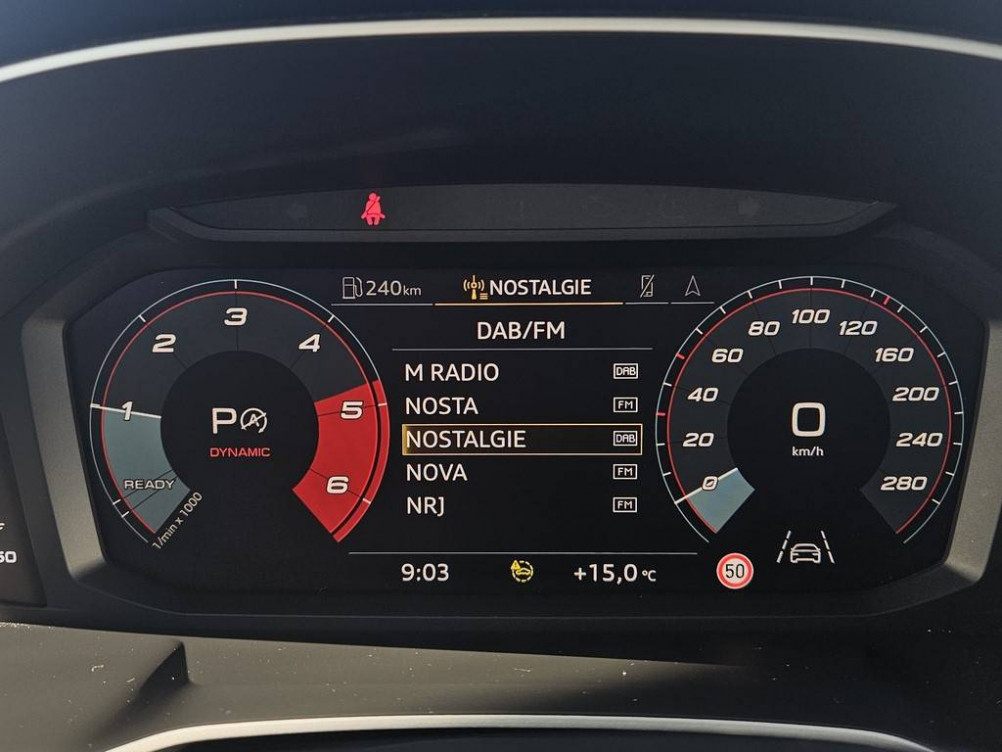 240km NOSTALGIE
DAB/FM
M RADIO DAB
NOSTA FM
NOSTALGIE DAB
NOVA FM
NRJ FM
9:03 +15,0 °C
50
1
2
3
4
5
6
READY
1/min x 1000
P A
DYNAMIC
0
20
40
60
80
100
120
160
200
240
280
0
km/h